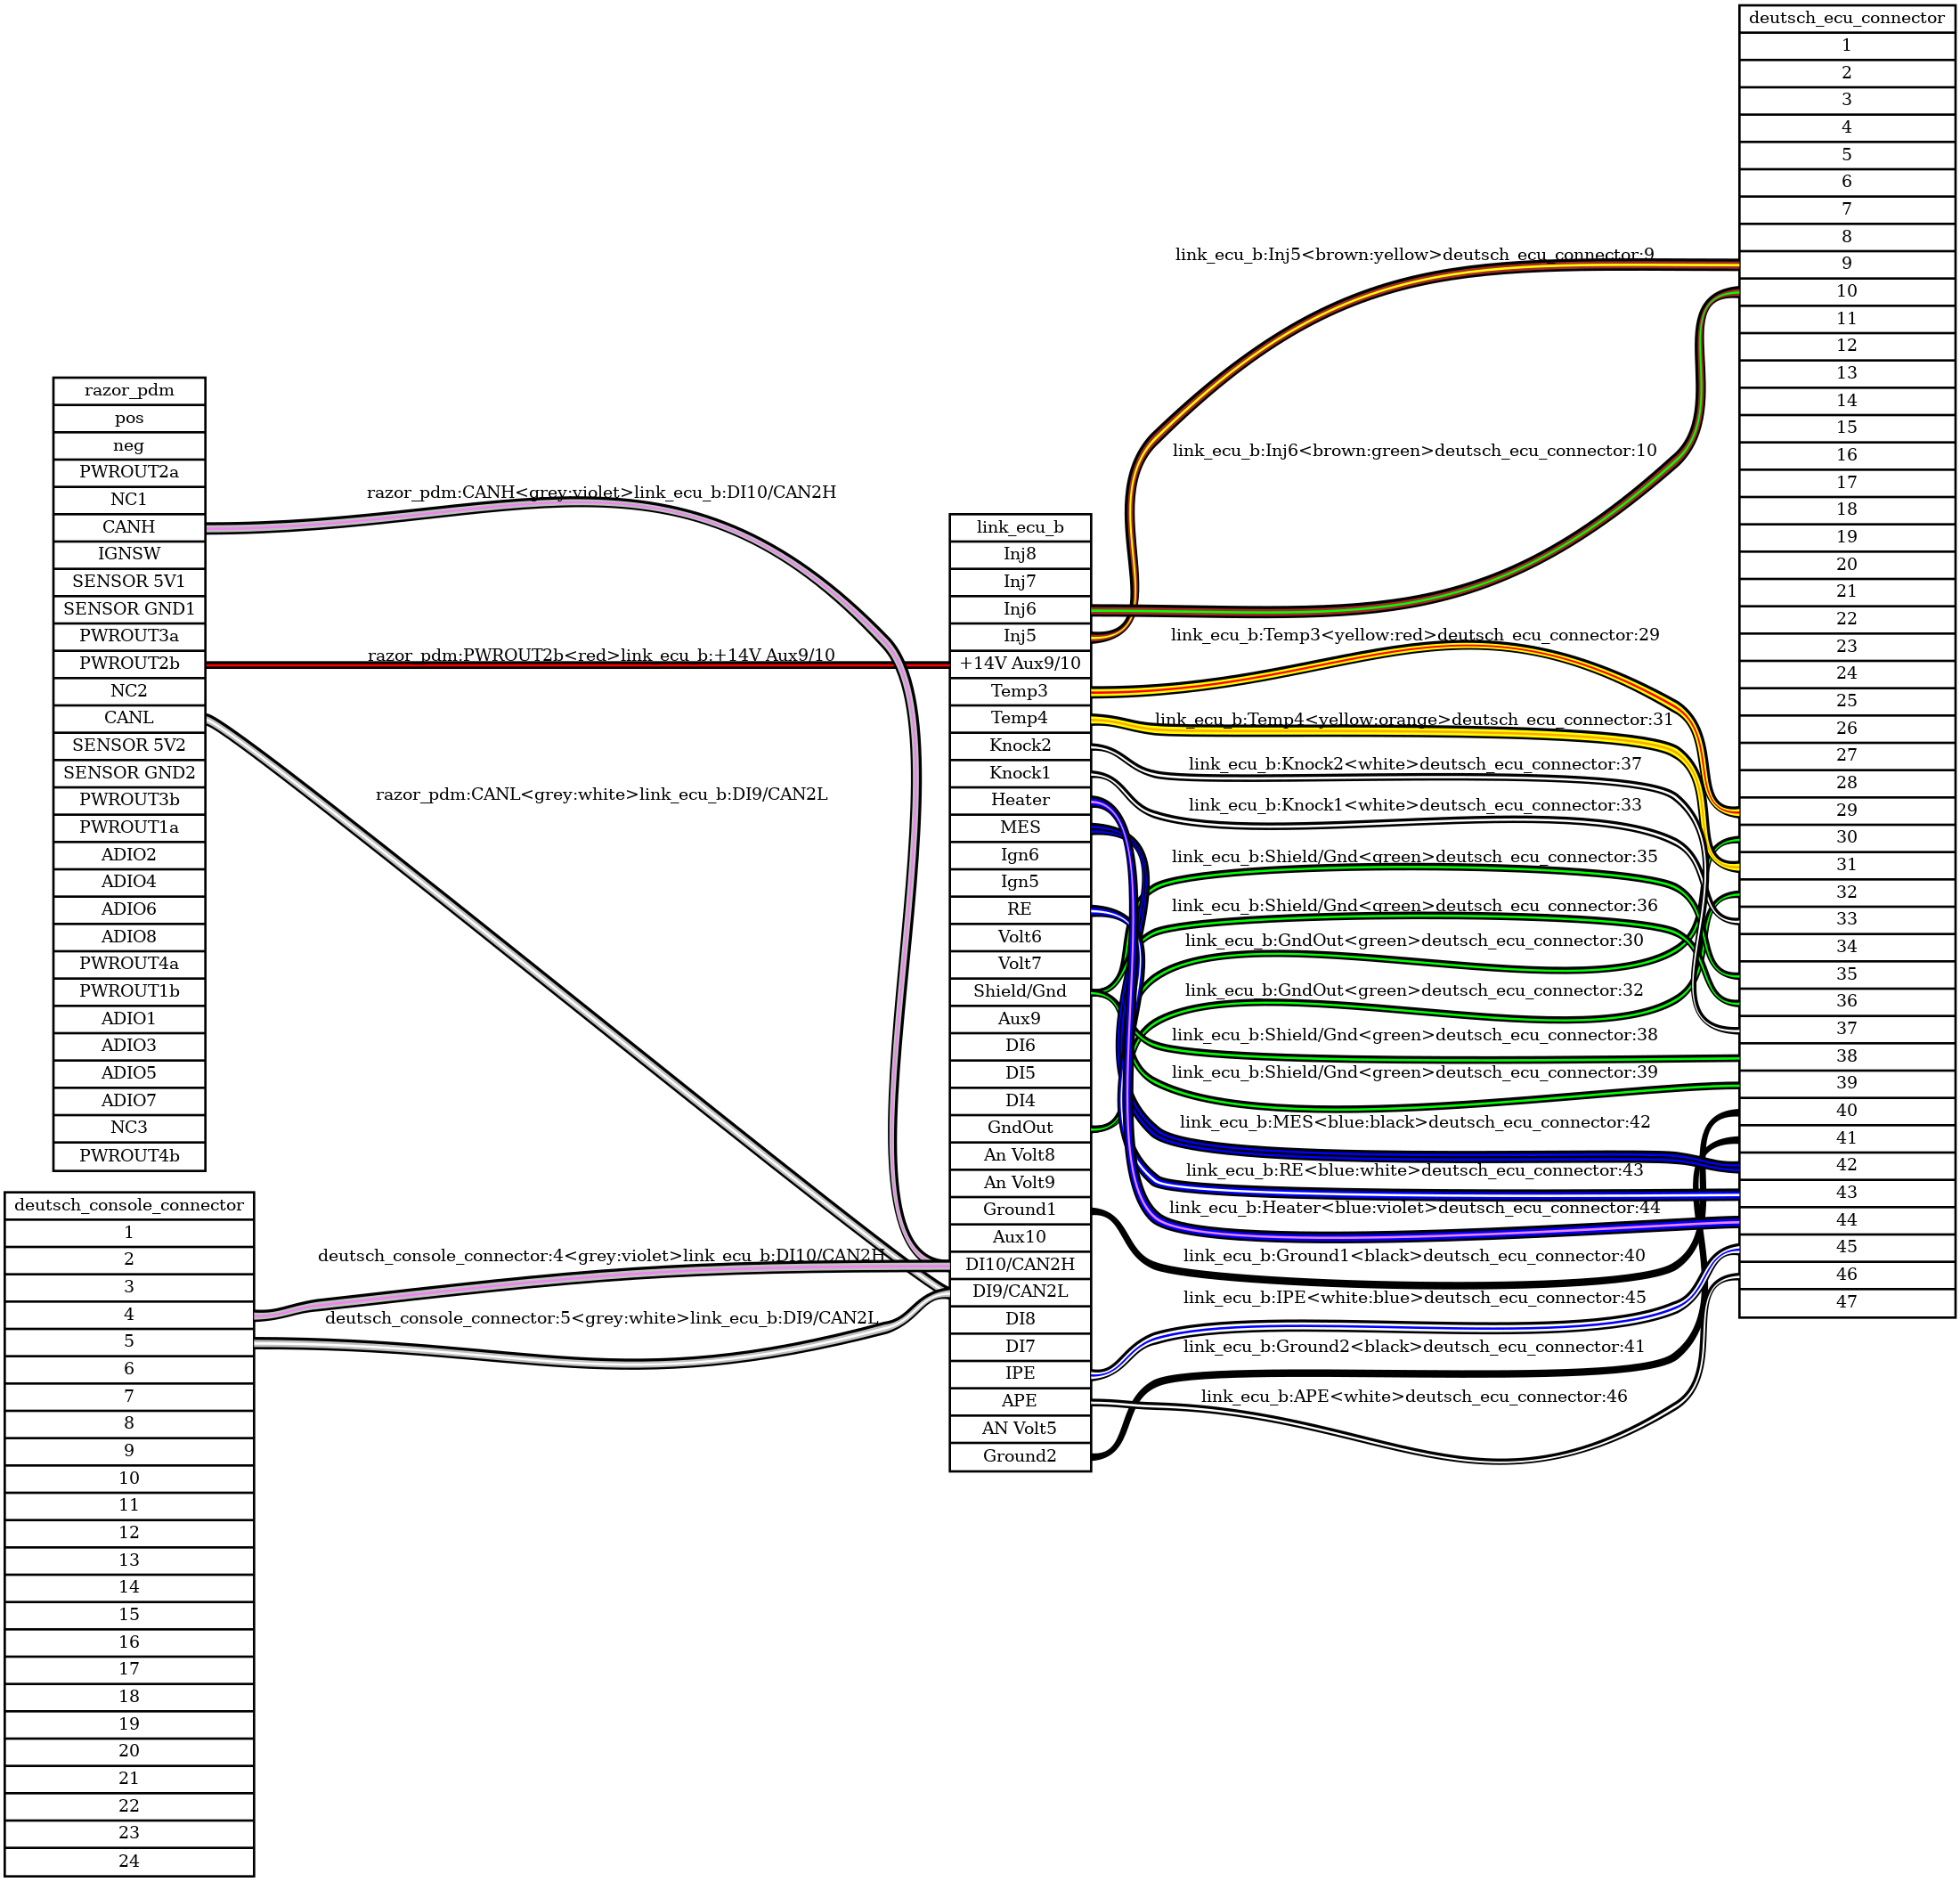 razor_pdm
pos
neg
PWROUT2a
NC1
CANH
IGNSW
SENSOR 5V1
SENSOR GND1
PWROUT3a
PWROUT2b
NC2
CANL
SENSOR 5V2
SENSOR GND2
PWROUT3b
PWROUT1a
ADIO2
ADIO4
ADIO6
ADIO8
PWROUT4a
PWROUT1b
ADIO1
ADIO3
ADIO5
ADIO7
NC3
PWROUT4b
deutsch_console_connector
1
2
3
4
5
6
7
8
9
10
11
12
13
14
15
16
17
18
19
20
21
22
23
24
razor_pdm:CANH<grey:violet>link_ecu_b:DI10/CAN2H
razor_pdm:PWROUT2b<red>link_ecu_b:+14V Aux9/10
razor_pdm:CANL<grey:white>link_ecu_b:DI9/CAN2L
deutsch_console_connector:4<grey:violet>link_ecu_b:DI10/CAN2H
deutsch_console_connector:5<grey:white>link_ecu_b:DI9/CAN2L
link_ecu_b
Inj8
Inj7
Inj6
Inj5
+14V Aux9/10
Temp3
Temp4
Knock2
Knock1
Heater
MES
Ign6
Ign5
RE
Volt6
Volt7
Shield/Gnd
Aux9
DI6
DI5
DI4
GndOut
An Volt8
An Volt9
Ground1
Aux10
DI10/CAN2H
DI9/CAN2L
DI8
DI7
IPE
APE
AN Volt5
Ground2
link_ecu_b:Inj5<brown:yellow>deutsch_ecu_connector:9
link_ecu_b:Inj6<brown:green>deutsch_ecu_connector:10
link_ecu_b:Temp3<yellow:red>deutsch_ecu_connector:29
link_ecu_b:Temp4<yellow:orange>deutsch_ecu_connector:31
link_ecu_b:Knock2<white>deutsch_ecu_connector:37
link_ecu_b:Knock1<white>deutsch_ecu_connector:33
link_ecu_b:Shield/Gnd<green>deutsch_ecu_connector:35
link_ecu_b:Shield/Gnd<green>deutsch_ecu_connector:36
link_ecu_b:GndOut<green>deutsch_ecu_connector:30
link_ecu_b:GndOut<green>deutsch_ecu_connector:32
link_ecu_b:Shield/Gnd<green>deutsch_ecu_connector:38
link_ecu_b:Shield/Gnd<green>deutsch_ecu_connector:39
link_ecu_b:MES<blue:black>deutsch_ecu_connector:42
link_ecu_b:RE<blue:white>deutsch_ecu_connector:43
link_ecu_b:Heater<blue:violet>deutsch_ecu_connector:44
link_ecu_b:Ground1<black>deutsch_ecu_connector:40
link_ecu_b:IPE<white:blue>deutsch_ecu_connector:45
link_ecu_b:Ground2<black>deutsch_ecu_connector:41
link_ecu_b:APE<white>deutsch_ecu_connector:46
deutsch_ecu_connector
1
2
3
4
5
6
7
8
9
10
11
12
13
14
15
16
17
18
19
20
21
22
23
24
25
26
27
28
29
30
31
32
33
34
35
36
37
38
39
40
41
42
43
44
45
46
47